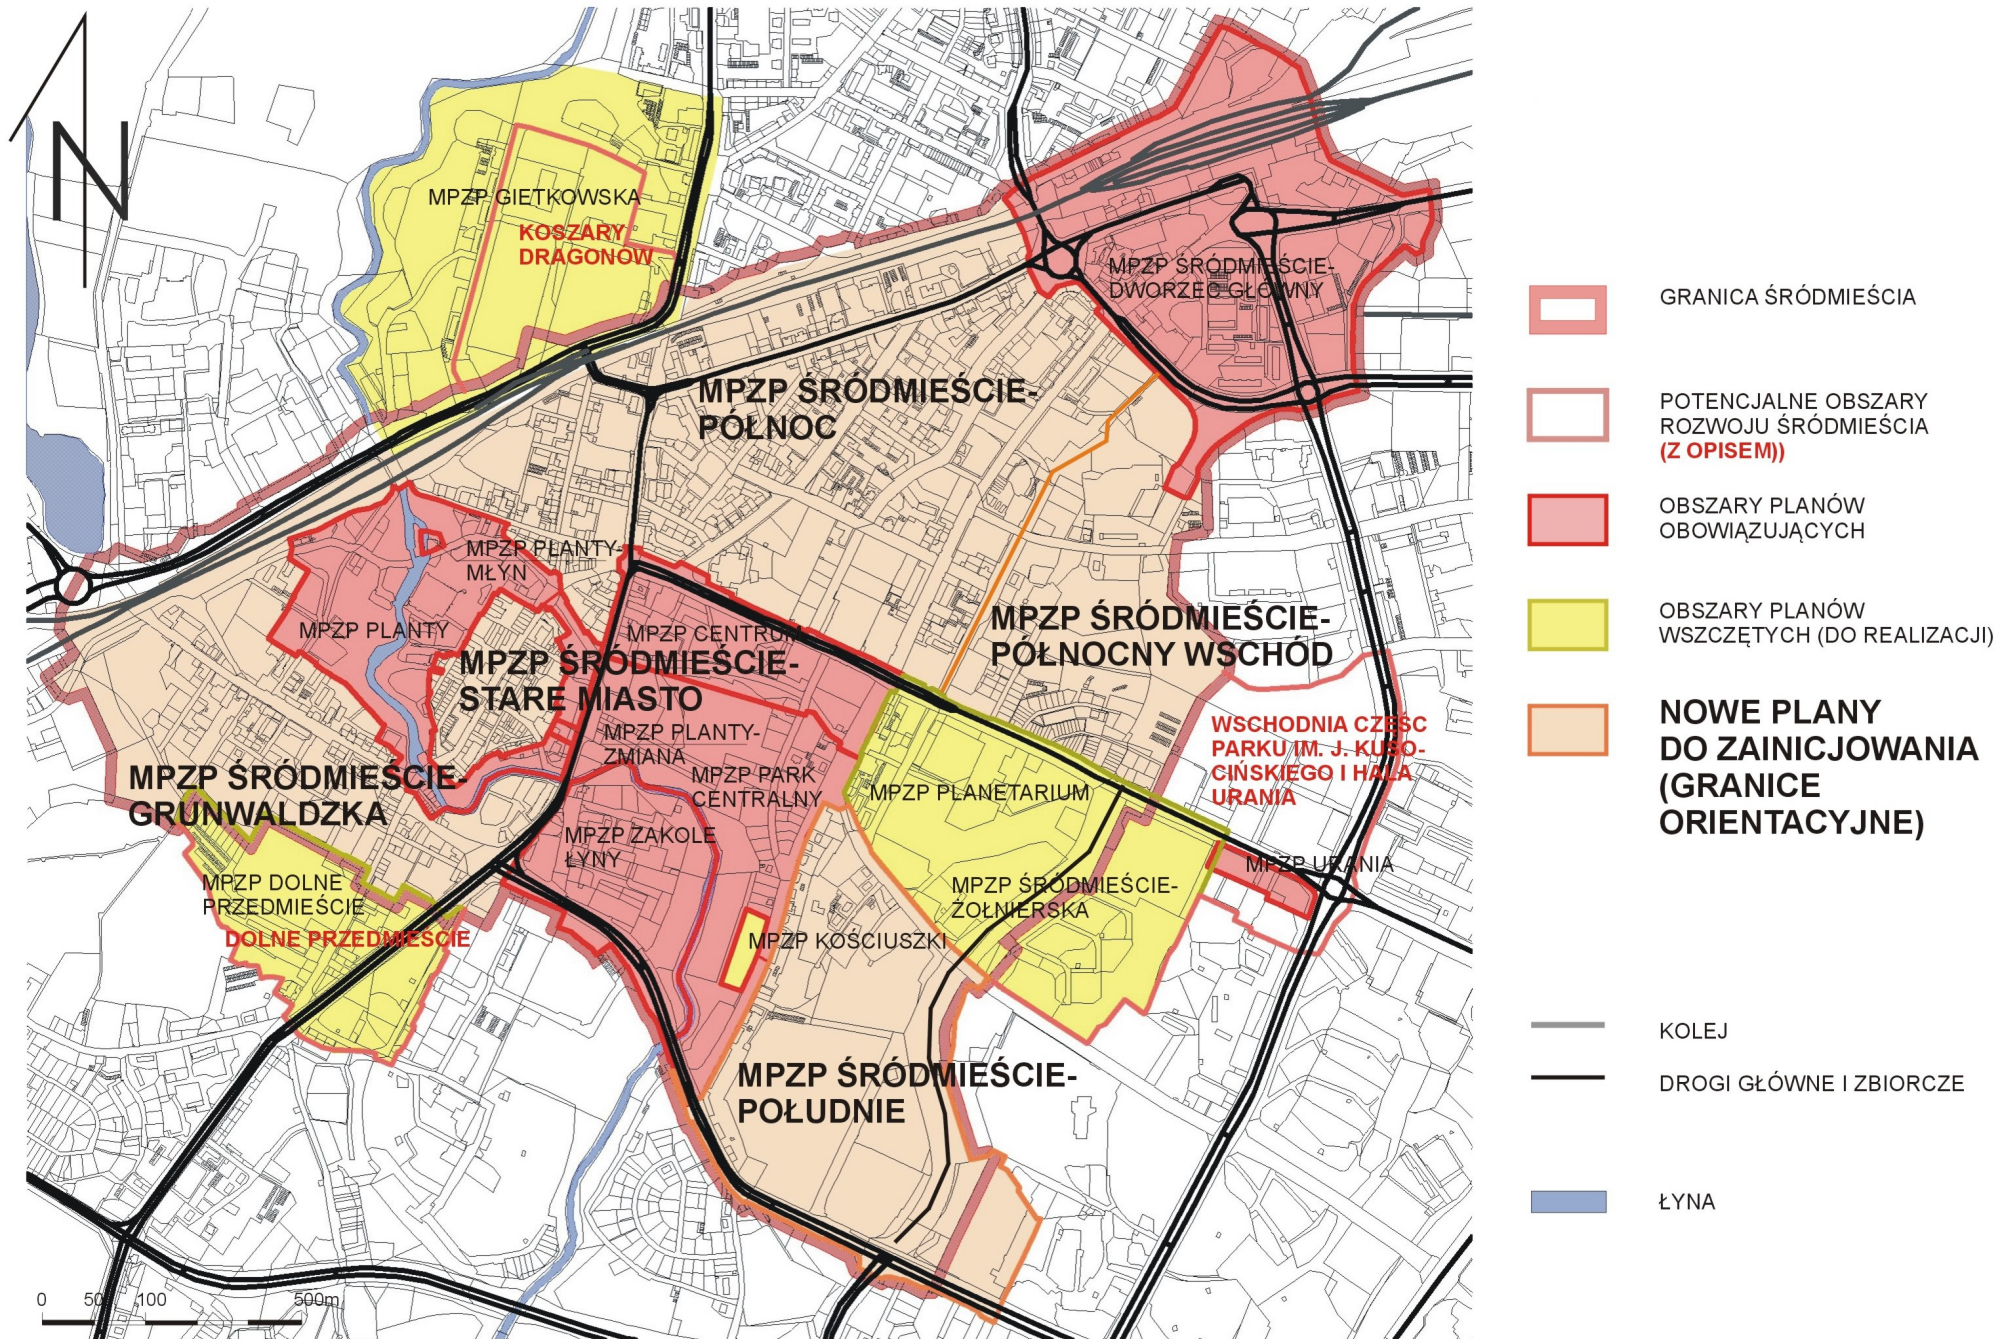 N
MPZP GIETKOWSKA
KOSZARY
DRAGONÓW
MPZP ŚRÓDMIEŚCIE-
DWORZEC GŁÓWNY
MPZP ŚRÓDMIEŚCIE-
PÓŁNOC
MPZP PLANTY-
MŁYN
MPZP PLANTY
MPZP CENTRUM
MPZP ŚRÓDMIEŚCIE-
STARE MIASTO
MPZP ŚRÓDMIEŚCIE-
PÓŁNOCNY WSCHÓD
MPZP PLANTY-
ZMIANA
MPZP PARK
CENTRALNY
WSCHODNIA CZĘŚC
PARKU IM. J. KUSO-
CIŃSKIEGO I HALA
URANIA
MPZP ŚRÓDMIEŚCIE-
GRUNWALDZKA
MPZP PLANETARIUM
MPZP ZAKOLE
ŁYNY
MPZP URANIA
MPZP DOLNE
PRZEDMIEŚCIE
DOLNE PRZEDMIEŚCIE
MPZP ŚRÓDMIEŚCIE-
ŻOŁNIERSKA
MPZP KOŚCIUSZKI
MPZP ŚRÓDMIEŚCIE-
POŁUDNIE
0 50 100 500m
GRANICA ŚRÓDMIEŚCIA
POTENCJALNE OBSZARY
ROZWOJU ŚRÓDMIEŚCIA
(Z OPISEM))
OBSZARY PLANÓW
OBOWIĄZUJĄCYCH
OBSZARY PLANÓW
WSZCZĘTYCH (DO REALIZACJI)
NOWE PLANY
DO ZAINICJOWANIA
(GRANICE
ORIENTACYJNE)
KOLEJ
DROGI GŁÓWNE I ZBIORCZE
ŁYNA